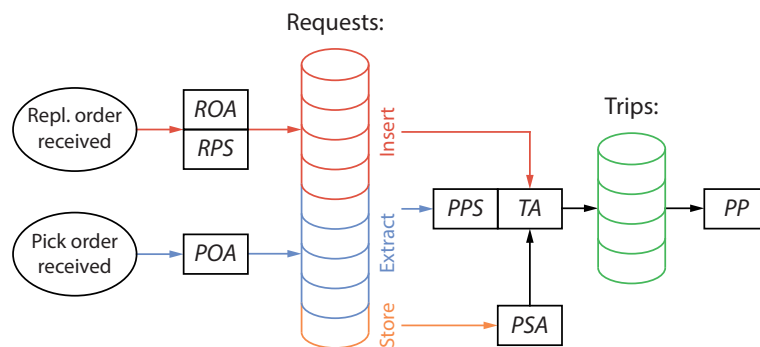 Requests:
Repl. order
received
ROA
RPS
Insert
Trips:
Pick order
received
POA
Extract
PPS
TA
PP
Store
PSA